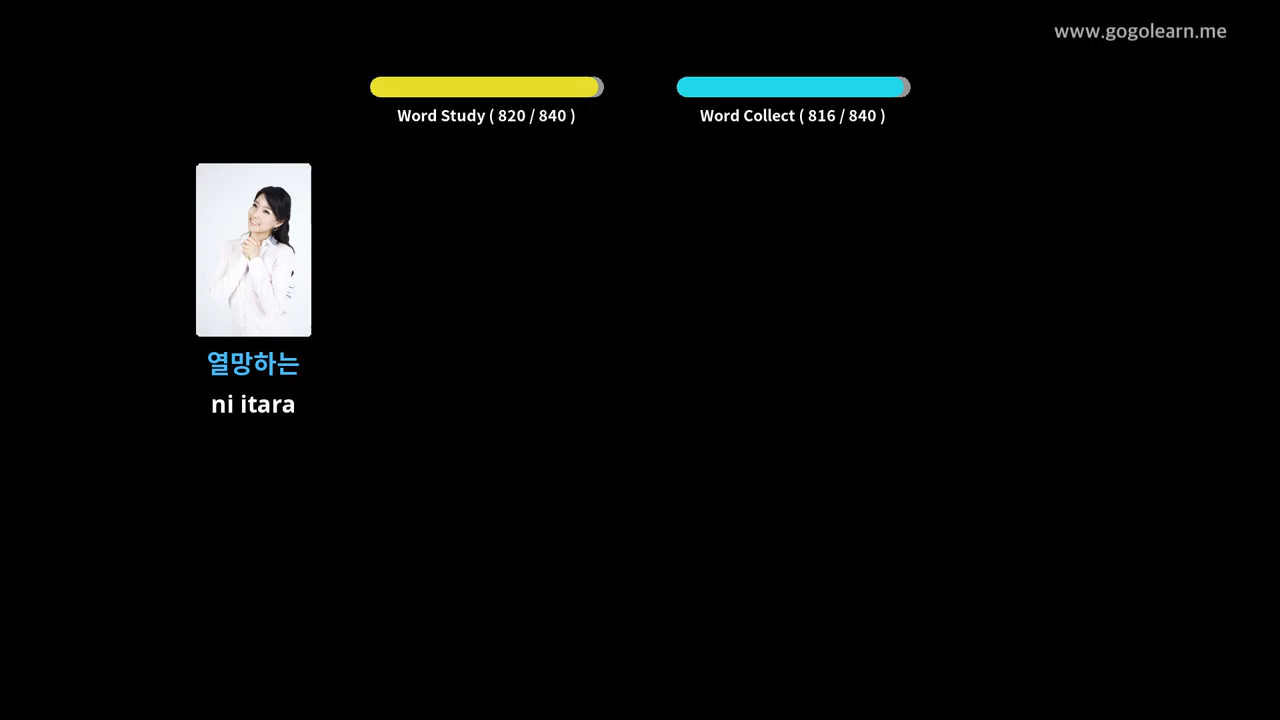 www.gogolearn.me
Word Study ( 820 / 840 )
Word Collect ( 816 / 840 )
열망하는
ni itara